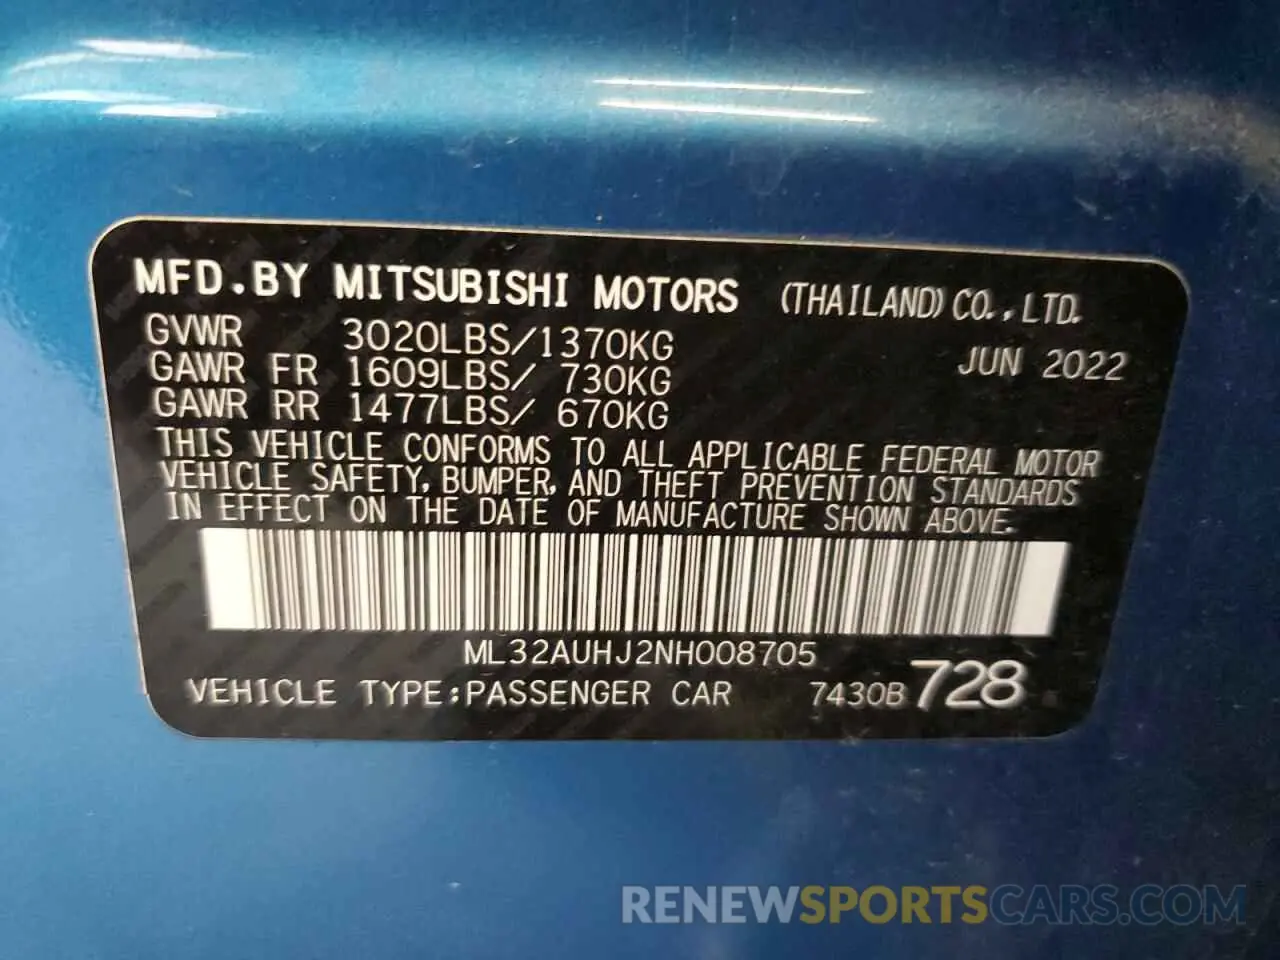 MFD.BY MITSUBISHI MOTORS (THAILAND) CO., LTD.
GVWR 3020LBS/1370KG JUN 2022
GAWR FR 1609LBS/ 730KG
GAWR RR 1477LBS/ 670KG
THIS VEHICLE CONFORMS TO ALL APPLICABLE FEDERAL MOTOR
VEHICLE SAFETY, BUMPER, AND THEFT PREVENTION STANDARDS
IN EFFECT ON THE DATE OF MANUFACTURE SHOWN ABOVE.
ML32AUHJ2NH008705
VEHICLE TYPE:PASSENGER CAR 7430B 728
RENEWSPORTSCARS.COM